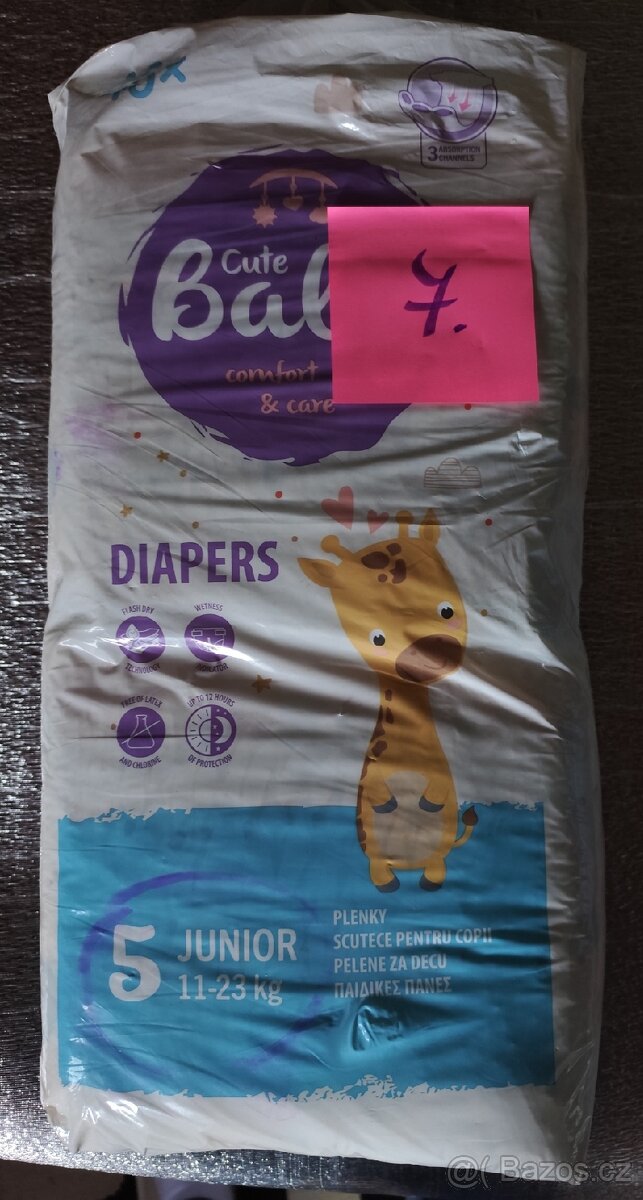 3 ABSORPTION
CHANNELS
Cute
Bab
7.
comfort
& care
DIAPERS
FLASH DRY
TECHNOLOGY
WETNESS
INDICATOR
FREE OF LATEX
AND CHLORINE
UP TO 12 HOURS
OF PROTECTION
5 JUNIOR
11-23 kg
PLENKY
SCUTECE PENTRU COPII
PELENE ZA DECU
ΠΑΙΔΙΚΕΣ ΠΑΝΕΣ
Bazos.cz